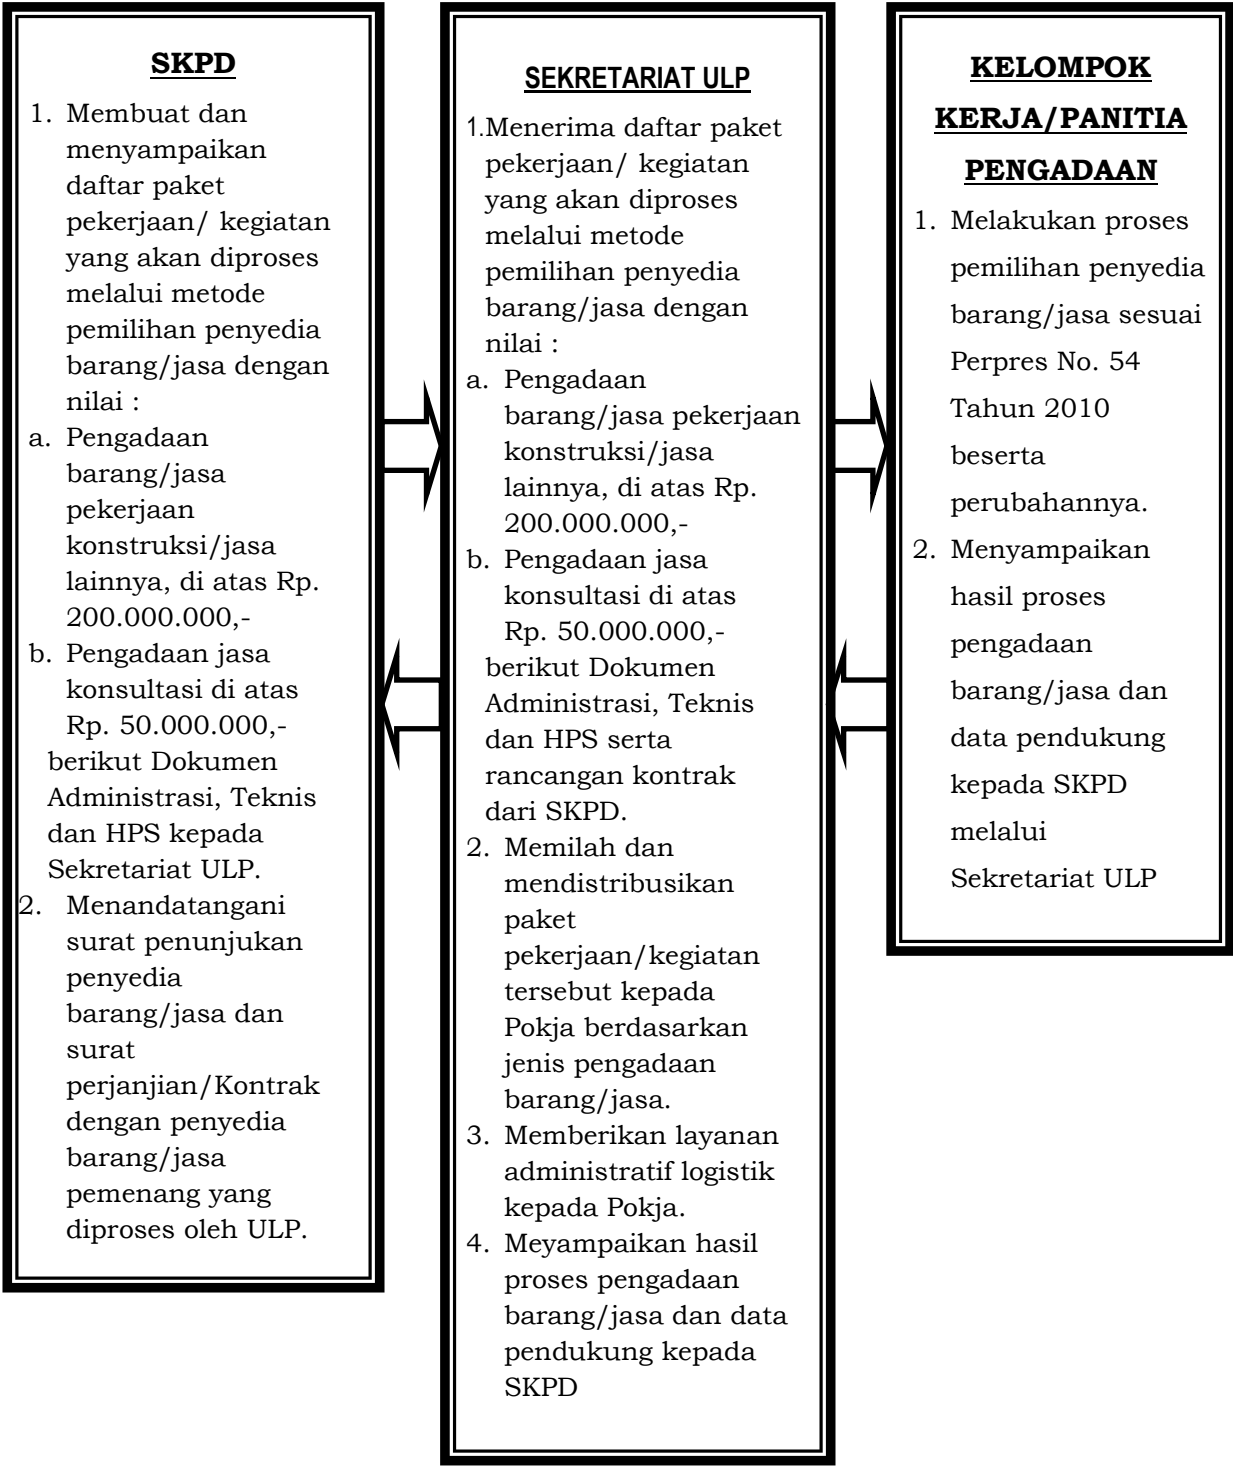 SKPD
1. Membuat dan
menyampaikan
daftar paket
pekerjaan/ kegiatan
yang akan diproses
melalui metode
pemilihan penyedia
barang/jasa dengan
nilai :
a. Pengadaan
barang/jasa
pekerjaan
konstruksi/jasa
lainnya, di atas Rp.
200.000.000,-
b. Pengadaan jasa
konsultasi di atas
Rp. 50.000.000,-
berikut Dokumen
Administrasi, Teknis
dan HPS kepada
Sekretariat ULP.
2. Menandatangani
surat penunjukan
penyedia
barang/jasa dan
surat
perjanjian/Kontrak
dengan penyedia
barang/jasa
pemenang yang
diproses oleh ULP.
SEKRETARIAT ULP
1.Menerima daftar paket
pekerjaan/ kegiatan
yang akan diproses
melalui metode
pemilihan penyedia
barang/jasa dengan
nilai :
a. Pengadaan
barang/jasa pekerjaan
konstruksi/jasa
lainnya, di atas Rp.
200.000.000,-
b. Pengadaan jasa
konsultasi di atas
Rp. 50.000.000,-
berikut Dokumen
Administrasi, Teknis
dan HPS serta
rancangan kontrak
dari SKPD.
2. Memilah dan
mendistribusikan
paket
pekerjaan/kegiatan
tersebut kepada
Pokja berdasarkan
jenis pengadaan
barang/jasa.
3. Memberikan layanan
administratif logistik
kepada Pokja.
4. Meyampaikan hasil
proses pengadaan
barang/jasa dan data
pendukung kepada
SKPD
KELOMPOK
KERJA/PANITIA
PENGADAAN
1. Melakukan proses
pemilihan penyedia
barang/jasa sesuai
Perpres No. 54
Tahun 2010
beserta
perubahannya.
2. Menyampaikan
hasil proses
pengadaan
barang/jasa dan
data pendukung
kepada SKPD
melalui
Sekretariat ULP